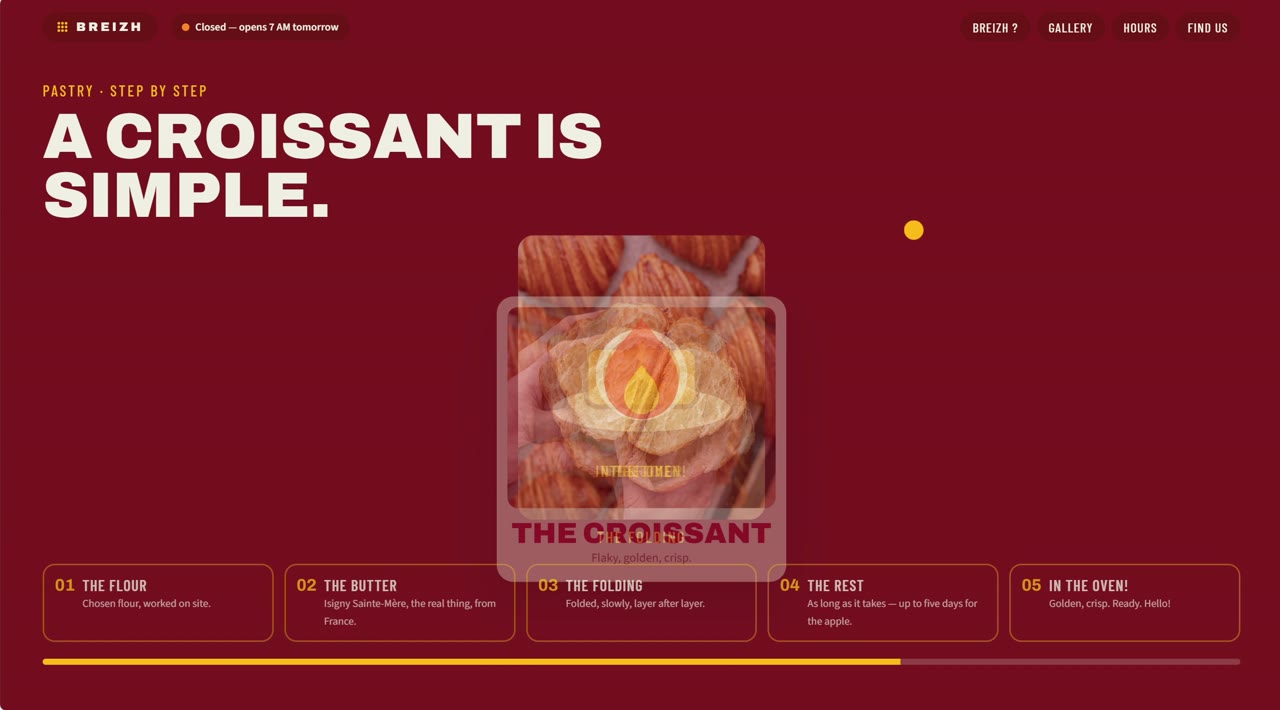 BREIZH
Closed — opens 7 AM tomorrow
BREIZH ?
GALLERY
HOURS
FIND US
PASTRY · STEP BY STEP
A CROISSANT IS
SIMPLE.
THE CROISSANT
Flaky, golden, crisp.
01 THE FLOUR
Chosen flour, worked on site.
02 THE BUTTER
Isigny Sainte-Mère, the real thing, from
France.
03 THE FOLDING
Folded, slowly, layer after layer.
04 THE REST
As long as it takes — up to five days for
the apple.
05 IN THE OVEN!
Golden, crisp. Ready. Hello!